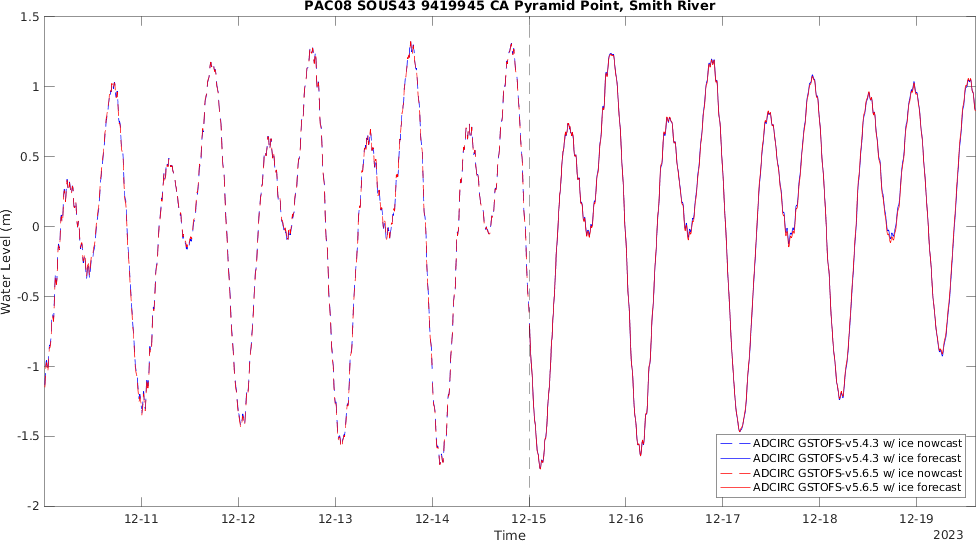 PAC08 SOUS43 9419945 CA Pyramid Point, Smith River
1.5
1
0.5
0
-0.5
-1
-1.5
-2
Water Level (m)
12-11 12-12 12-13 12-14 12-15 12-16 12-17 12-18 12-19
Time
2023
ADCIRC GSTOFS-v5.4.3 w/ ice nowcast
ADCIRC GSTOFS-v5.4.3 w/ ice forecast
ADCIRC GSTOFS-v5.6.5 w/ ice nowcast
ADCIRC GSTOFS-v5.6.5 w/ ice forecast